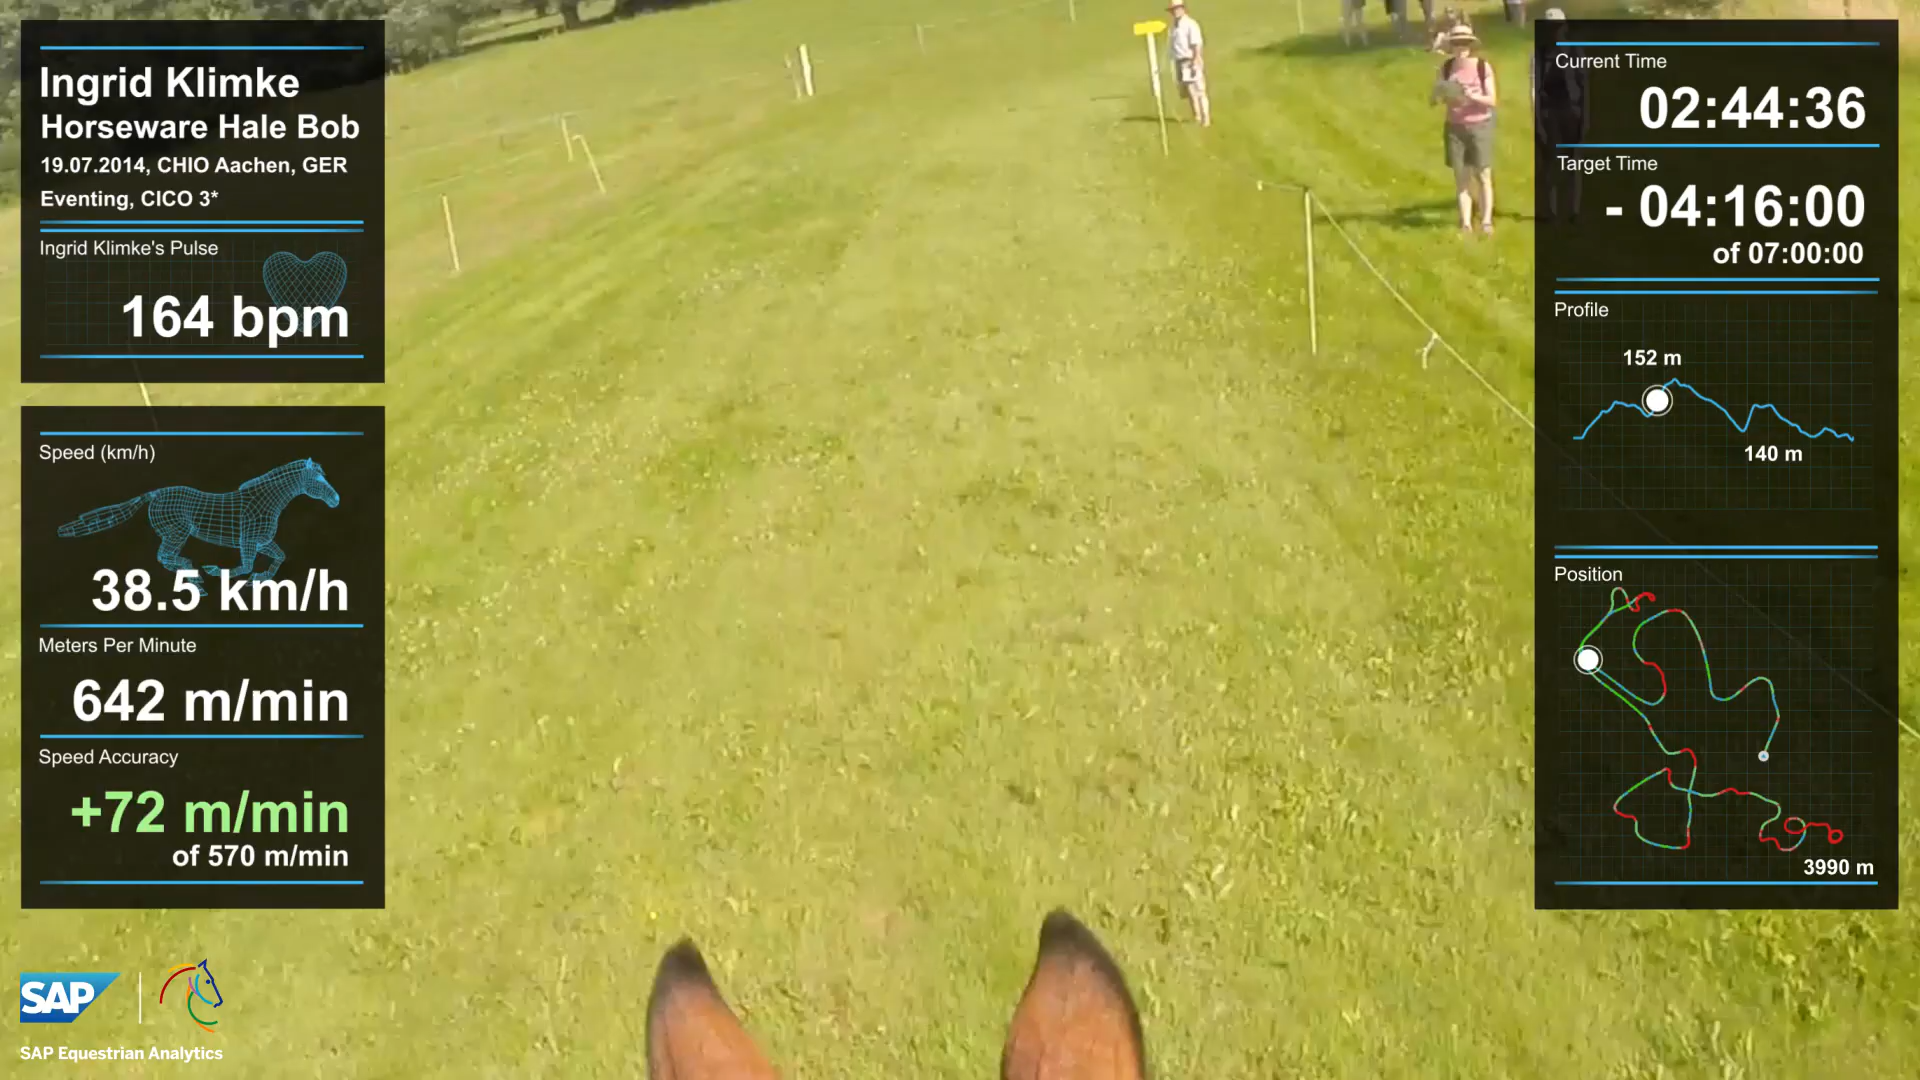 Ingrid Klimke
Horseware Hale Bob
19.07.2014, CHIO Aachen, GER
Eventing, CICO 3*
Ingrid Klimke's Pulse
164 bpm
Speed (km/h)
38.5 km/h
Meters Per Minute
642 m/min
Speed Accuracy
+72 m/min
of 570 m/min
SAP
SAP Equestrian Analytics
Current Time
02:44:36
Target Time
- 04:16:00
of 07:00:00
Profile
152 m
140 m
Position
3990 m